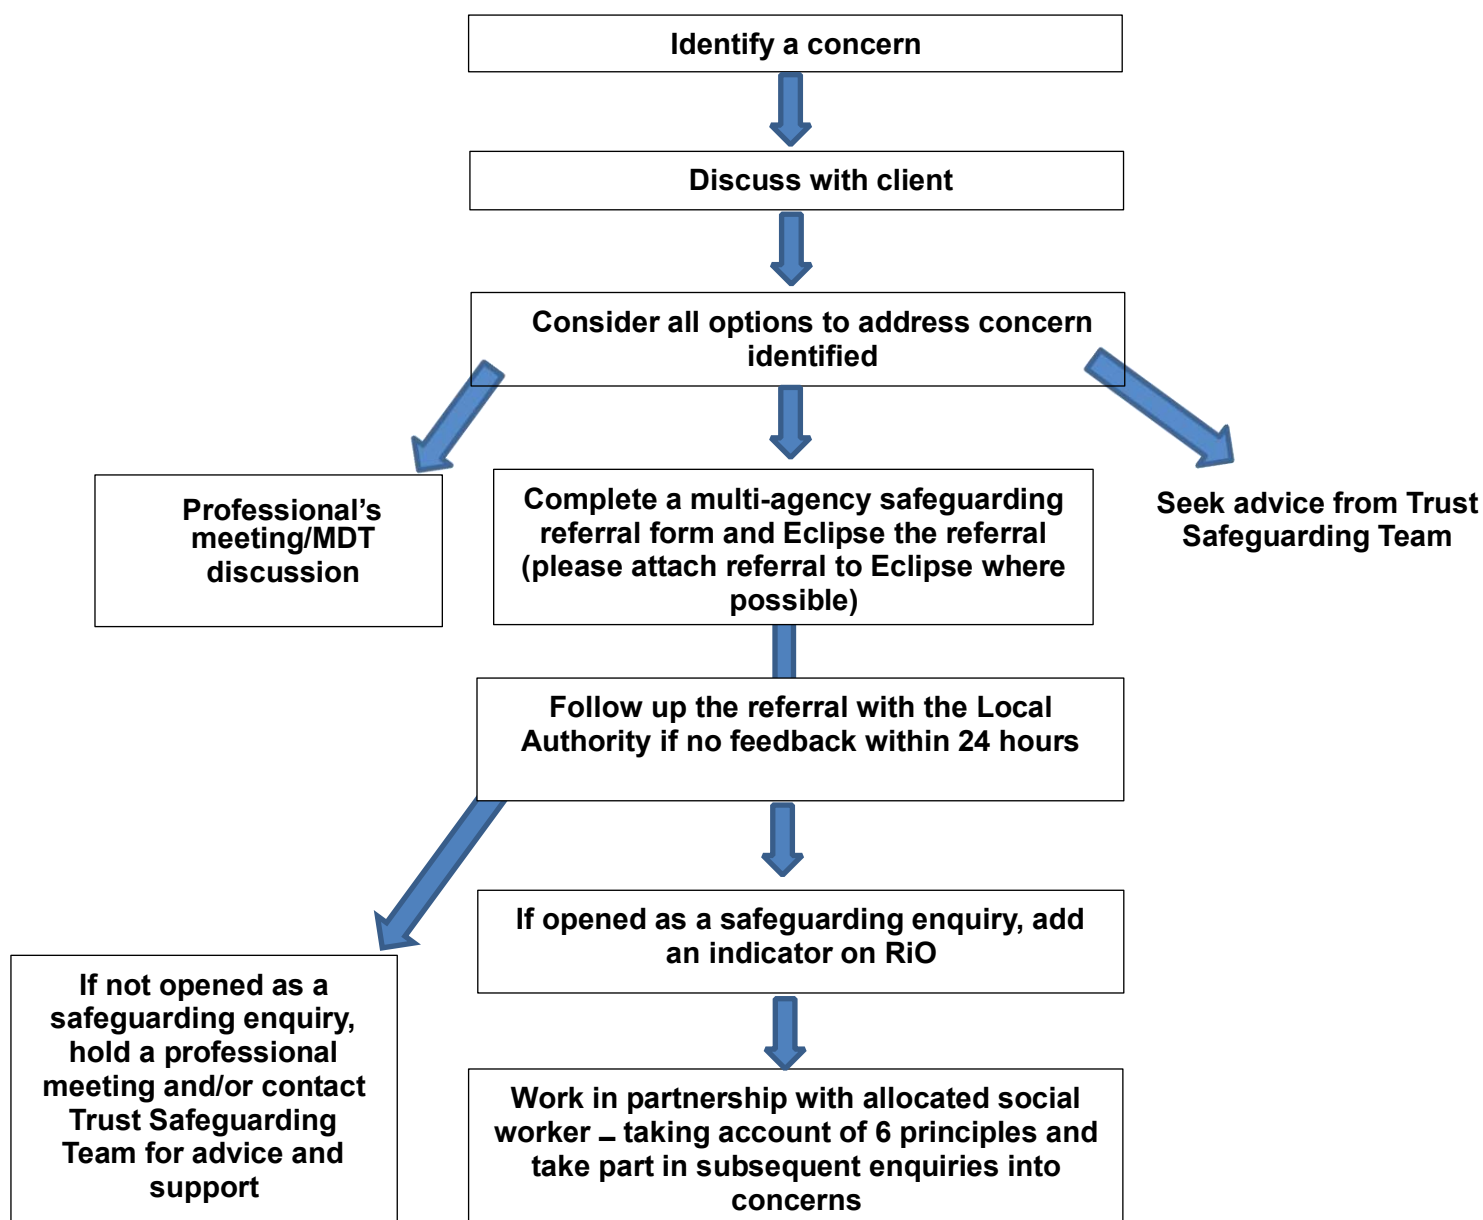 Identify a concern
Discuss with client
Consider all options to address concern
identified
Professional’s
meeting/MDT
discussion
Complete a multi-agency safeguarding
referral form and Eclipse the referral
(please attach referral to Eclipse where
possible)
Seek advice from Trust
Safeguarding Team
Follow up the referral with the Local
Authority if no feedback within 24 hours
If opened as a safeguarding enquiry, add
an indicator on RiO
If not opened as a
safeguarding enquiry,
hold a professional
meeting and/or contact
Trust Safeguarding
Team for advice and
support
Work in partnership with allocated social
worker – taking account of 6 principles and
take part in subsequent enquiries into
concerns